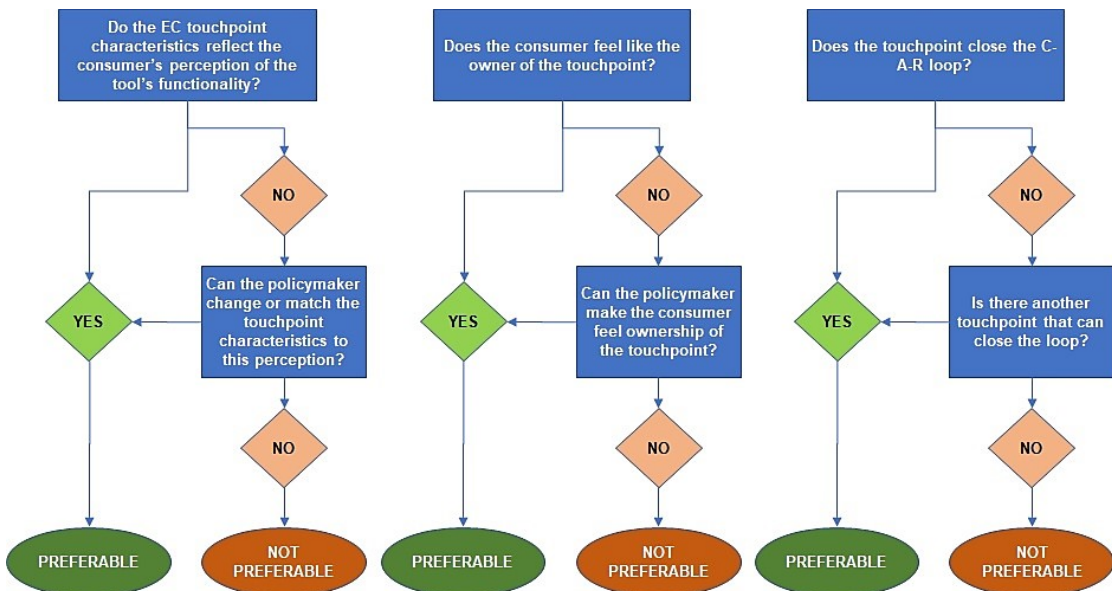 Do the EC touchpoint
characteristics reflect the
consumer's perception of the
tool's functionality?
NO
Can the policymaker
change or match the
touchpoint
characteristics to
this perception?
YES
NO
PREFERABLE
NOT
PREFERABLE
Does the consumer feel like the
owner of the touchpoint?
NO
Can the policymaker
make the consumer
feel ownership of
the touchpoint?
YES
NO
PREFERABLE
NOT
PREFERABLE
Does the touchpoint close the C-
A-R loop?
NO
Is there another
touchpoint that can
close the loop?
YES
NO
PREFERABLE
NOT
PREFERABLE